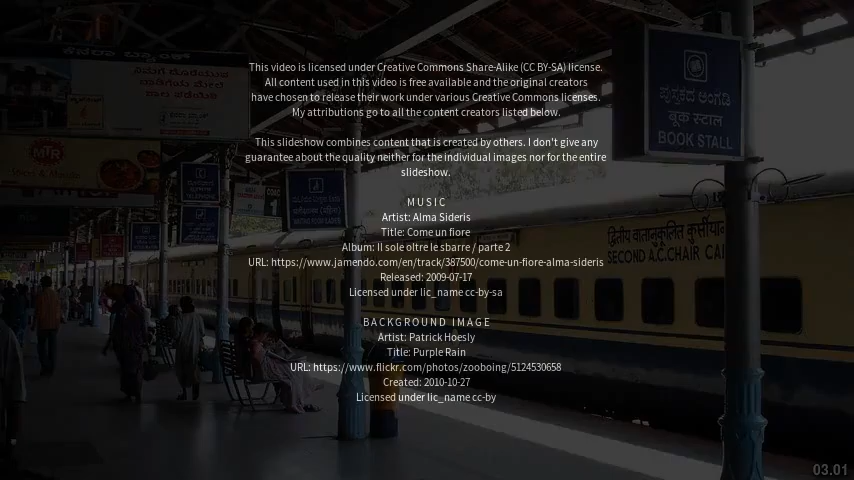 This video is licensed under Creative Commons Share-Alike (CC BY-SA) license.
All content used in this video is free available and the original creators
have chosen to release their work under various Creative Commons licenses.
My attributions go to all the content creators listed below.
This slideshow combines content that is created by others. I don't give any
guarantee about the quality neither for the individual images nor for the entire
slideshow.
MUSIC
Artist: Alma Sideris
Title: Come un fiore
Album: Il sole oltre le sbarre / parte 2
URL: https://www.jamendo.com/en/track/387500/come-un-fiore-alma-sideris
Released: 2009-07-17
Licensed under lic_name cc-by-sa
BACKGROUND IMAGE
Artist: Patrick Hoesly
Title: Purple Rain
URL: https://www.flickr.com/photos/zooboing/5124530658
Created: 2010-10-27
Licensed under lic_name cc-by
ಕೆನರಾ ಬ್ಯಾಂಕ್
MTR
ಪುಸ್ತಕದ ಅಂಗಡಿ
बुक स्टाल
BOOK STALL
द्वितीय वातानुकूलित कुर्सीयान
SECOND A.C.CHAIR CAR
03.01